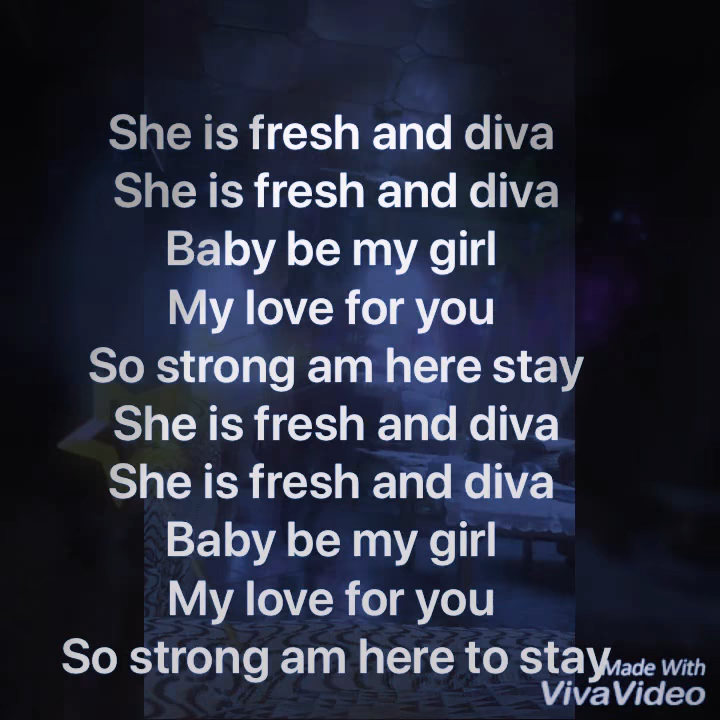 She is fresh and diva
She is fresh and diva
Baby be my girl
My love for you
So strong am here stay
She is fresh and diva
She is fresh and diva
Baby be my girl
My love for you
So strong am here to stay
Made With
VivaVideo